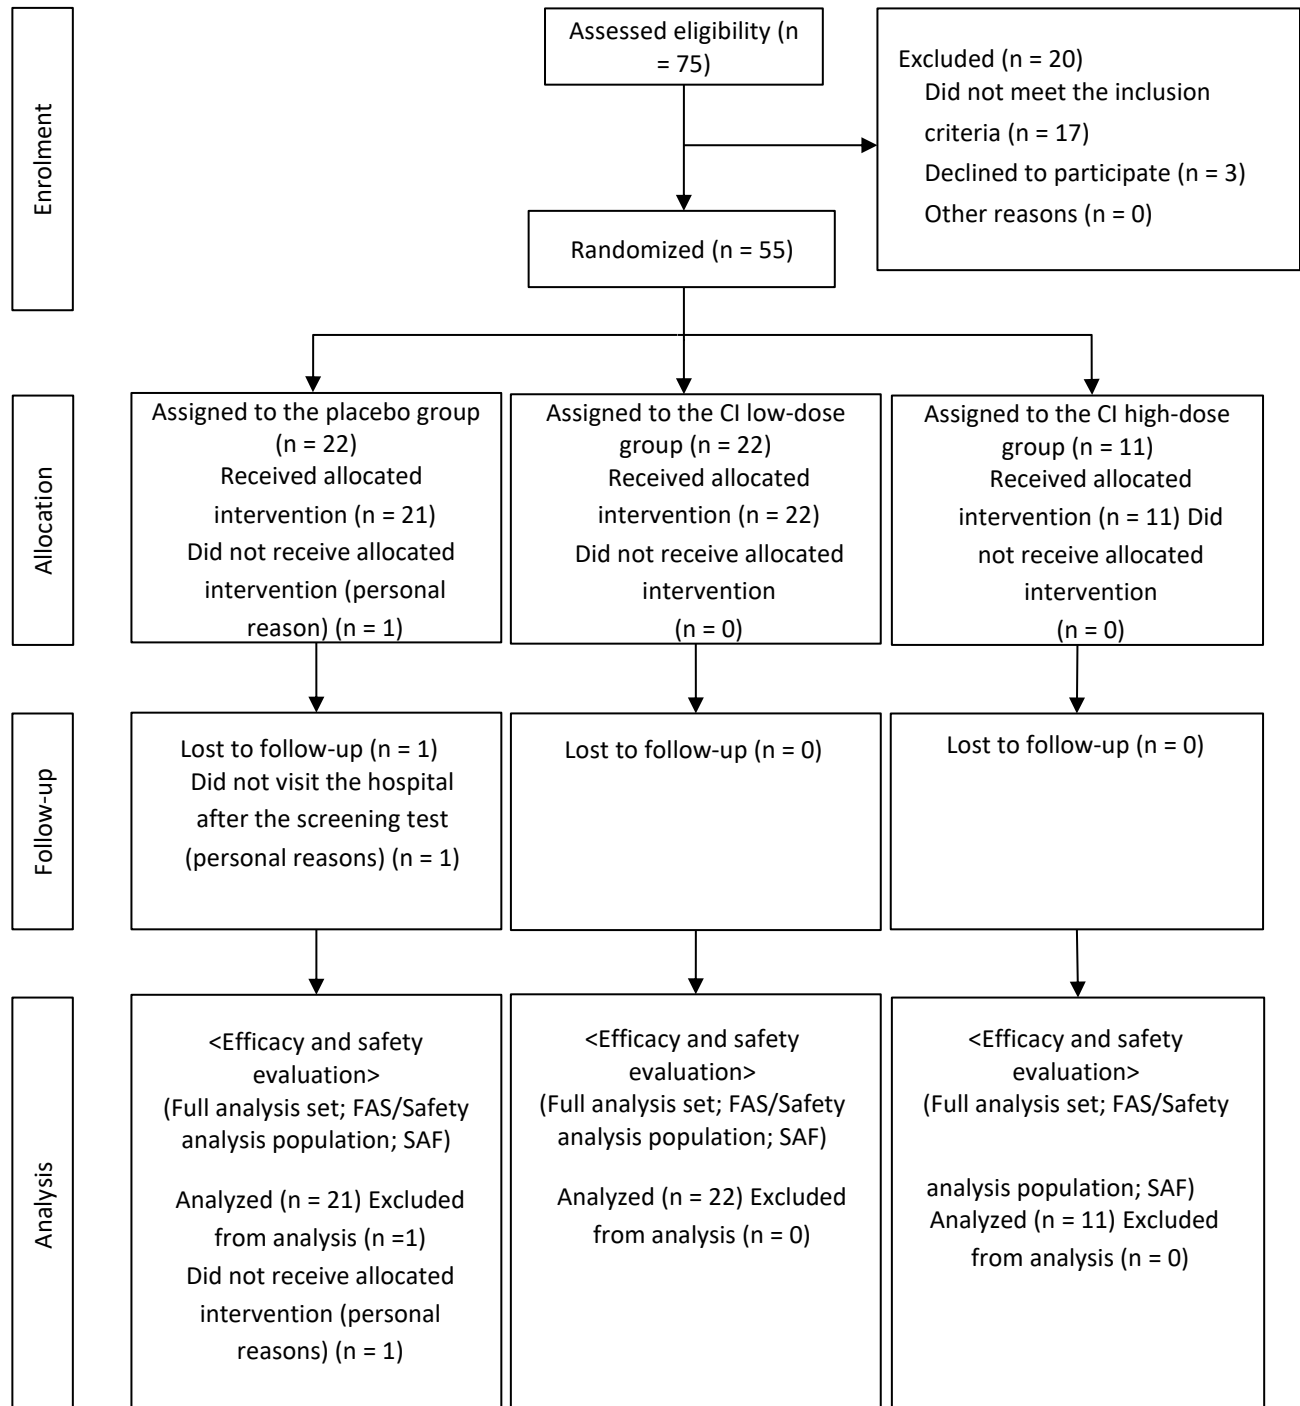 Enrolment
Assessed eligibility (n
= 75)
Excluded (n = 20)
Did not meet the inclusion
criteria (n = 17)
Declined to participate (n = 3)
Other reasons (n = 0)
Randomized (n = 55)
Allocation
Assigned to the placebo group
(n = 22)
Received allocated
intervention (n = 21)
Did not receive allocated
intervention (personal
reason) (n = 1)
Assigned to the CI low-dose
group (n = 22)
Received allocated
intervention (n = 22)
Did not receive allocated
intervention
(n = 0)
Assigned to the CI high-dose
group (n = 11)
Received allocated
intervention (n = 11) Did
not receive allocated
intervention
(n = 0)
Follow-up
Lost to follow-up (n = 1)
Did not visit the hospital
after the screening test
(personal reasons) (n = 1)
Lost to follow-up (n = 0)
Lost to follow-up (n = 0)
Analysis
<Efficacy and safety
evaluation>
(Full analysis set; FAS/Safety
analysis population; SAF)
Analyzed (n = 21) Excluded
from analysis (n =1)
Did not receive allocated
intervention (personal
reasons) (n = 1)
<Efficacy and safety
evaluation>
(Full analysis set; FAS/Safety
analysis population; SAF)
Analyzed (n = 22) Excluded
from analysis (n = 0)
<Efficacy and safety
evaluation>
(Full analysis set; FAS/Safety
analysis population; SAF)
Analyzed (n = 11) Excluded
from analysis (n = 0)